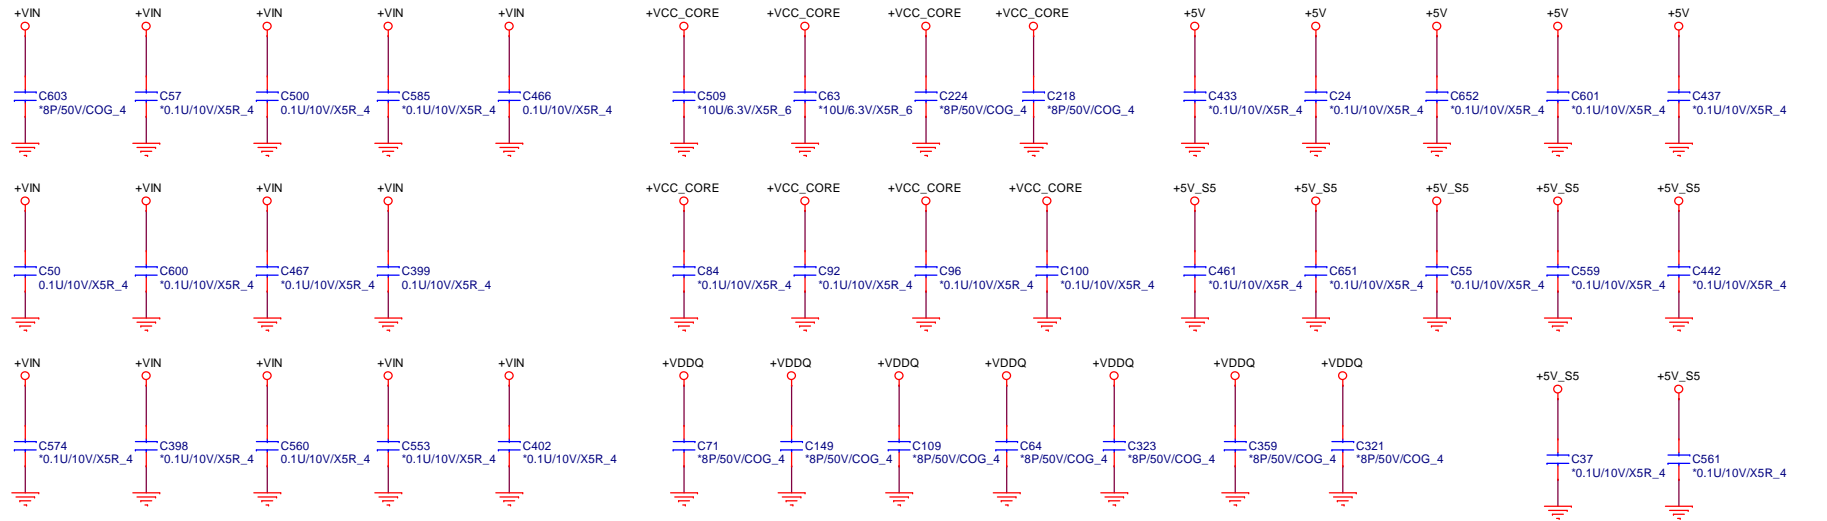 +VIN +VIN +VIN +VIN +VIN +VCC_CORE +VCC_CORE +VCC_CORE +VCC_CORE +5V +5V +5V +5V +5V
C603 C57 C500 C585 C466 C509 C63 C224 C218 C433 C24 C652 C601 C437
*8P/50V/COG_4 *0.1U/10V/X5R_4 0.1U/10V/X5R_4 *0.1U/10V/X5R_4 0.1U/10V/X5R_4 *10U/6.3V/X5R_6 *10U/6.3V/X5R_6 *8P/50V/COG_4 *8P/50V/COG_4 *0.1U/10V/X5R_4 *0.1U/10V/X5R_4 *0.1U/10V/X5R_4 *0.1U/10V/X5R_4 *0.1U/10V/X5R_4
+VIN +VIN +VIN +VIN +VCC_CORE +VCC_CORE +VCC_CORE +VCC_CORE +5V_S5 +5V_S5 +5V_S5 +5V_S5 +5V_S5
C50 C600 C467 C399 C84 C92 C96 C100 C461 C651 C55 C559 C442
0.1U/10V/X5R_4 *0.1U/10V/X5R_4 *0.1U/10V/X5R_4 0.1U/10V/X5R_4 *0.1U/10V/X5R_4 *0.1U/10V/X5R_4 *0.1U/10V/X5R_4 *0.1U/10V/X5R_4 *0.1U/10V/X5R_4 *0.1U/10V/X5R_4 *0.1U/10V/X5R_4 *0.1U/10V/X5R_4 *0.1U/10V/X5R_4
+VIN +VIN +VIN +VIN +VIN +VDDQ +VDDQ +VDDQ +VDDQ +VDDQ +VDDQ +VDDQ
+5V_S5 +5V_S5
C574 C398 C560 C553 C402 C71 C149 C109 C64 C323 C359 C321
*0.1U/10V/X5R_4 *0.1U/10V/X5R_4 0.1U/10V/X5R_4 *0.1U/10V/X5R_4 *0.1U/10V/X5R_4 *8P/50V/COG_4 *8P/50V/COG_4 *8P/50V/COG_4 *8P/50V/COG_4 *8P/50V/COG_4 *8P/50V/COG_4 *8P/50V/COG_4
C37 C561
*0.1U/10V/X5R_4 *0.1U/10V/X5R_4